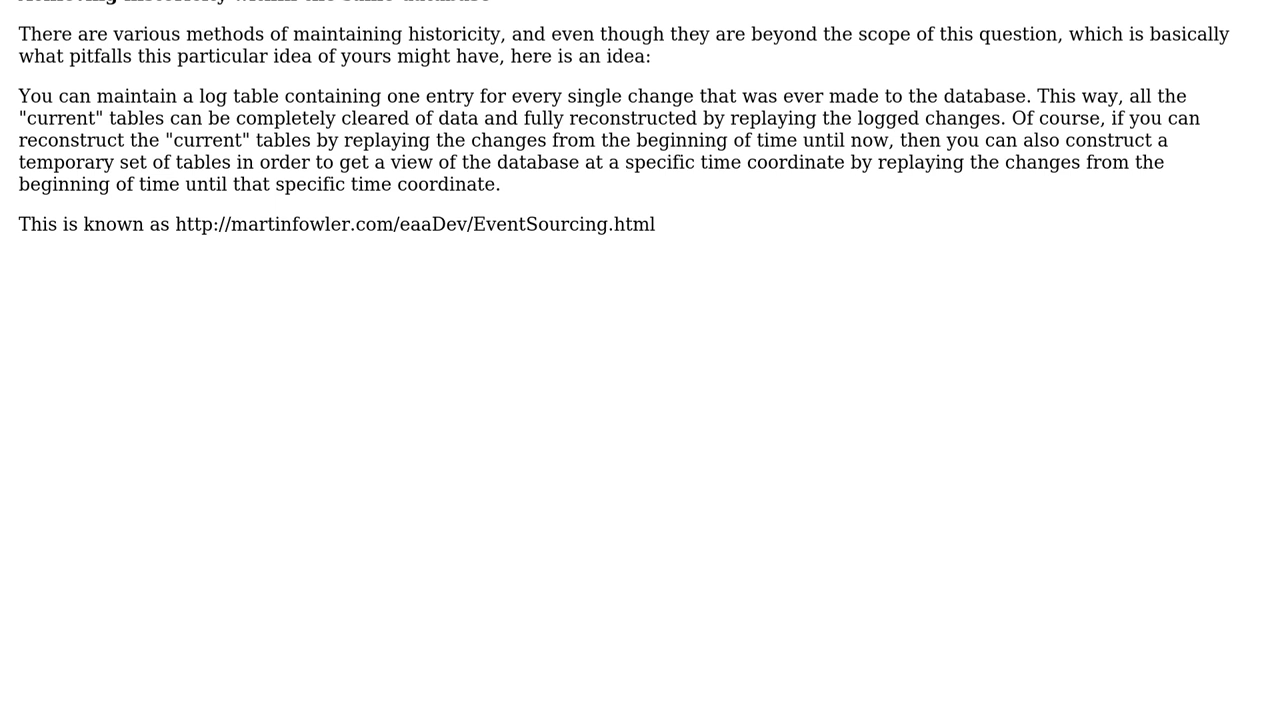 Achieving historicity within the same database
There are various methods of maintaining historicity, and even though they are beyond the scope of this question, which is basically
what pitfalls this particular idea of yours might have, here is an idea:
You can maintain a log table containing one entry for every single change that was ever made to the database. This way, all the
"current" tables can be completely cleared of data and fully reconstructed by replaying the logged changes. Of course, if you can
reconstruct the "current" tables by replaying the changes from the beginning of time until now, then you can also construct a
temporary set of tables in order to get a view of the database at a specific time coordinate by replaying the changes from the
beginning of time until that specific time coordinate.
This is known as http://martinfowler.com/eaaDev/EventSourcing.html